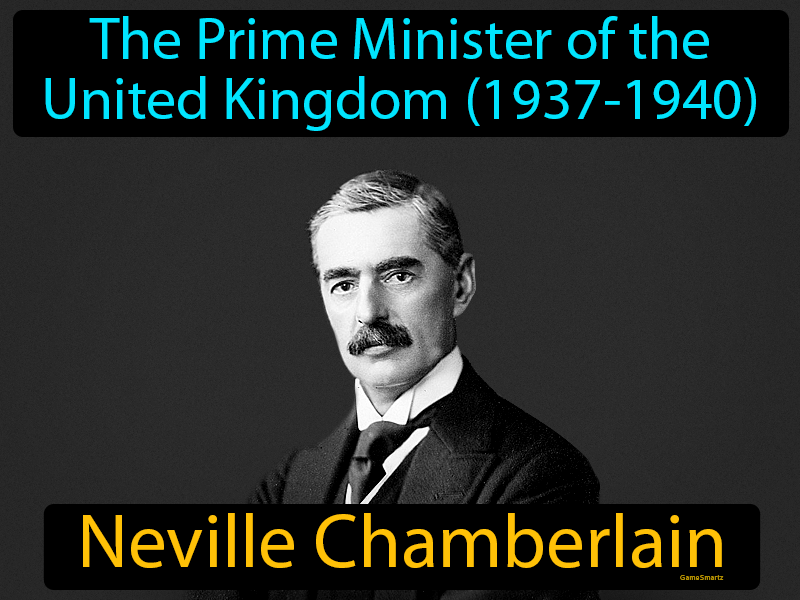 The Prime Minister of the
United Kingdom (1937-1940)
Neville Chamberlain
GameSmartz